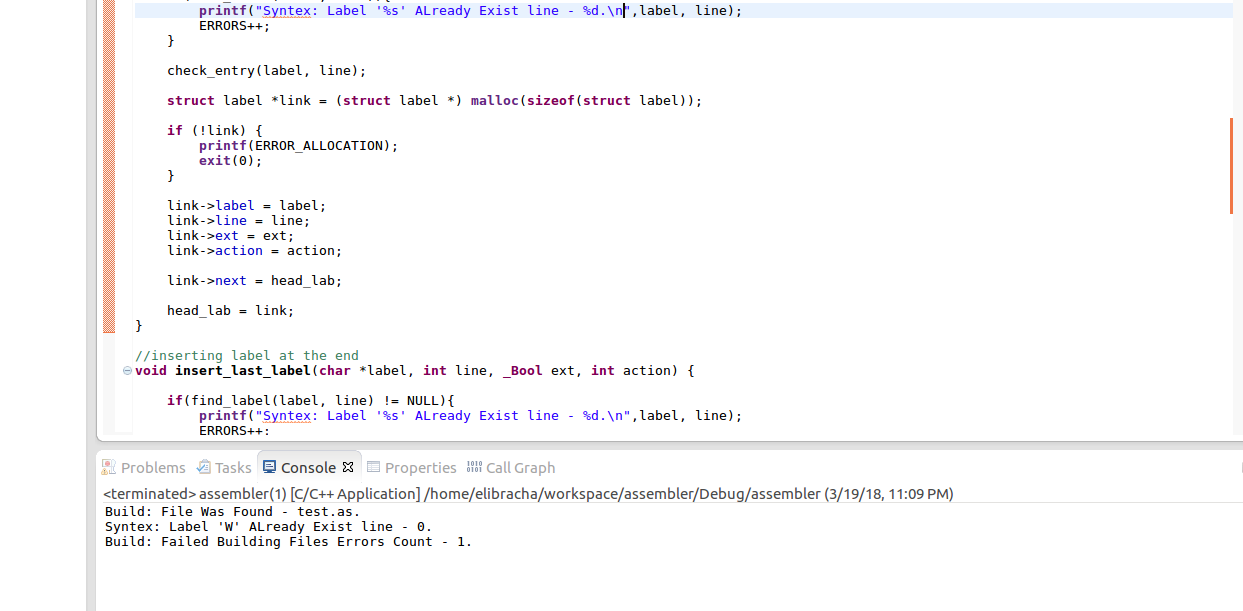 printf("Syntex: Label '%s' ALready Exist line - %d.\n",label, line);
ERRORS++;
}
check_entry(label, line);
struct label *link = (struct label *) malloc(sizeof(struct label));
if (!link) {
printf(ERROR_ALLOCATION);
exit(0);
}
link->label = label;
link->line = line;
link->ext = ext;
link->action = action;
link->next = head_lab;
head_lab = link;
}
//inserting label at the end
void insert_last_label(char *label, int line, _Bool ext, int action) {
if(find_label(label, line) != NULL){
printf("Syntex: Label '%s' ALready Exist line - %d.\n",label, line);
ERRORS++;
Problems Tasks Console Properties Call Graph
<terminated> assembler(1) [C/C++ Application] /home/elibracha/workspace/assembler/Debug/assembler (3/19/18, 11:09 PM)
Build: File Was Found - test.as.
Syntex: Label 'W' ALready Exist line - 0.
Build: Failed Building Files Errors Count - 1.